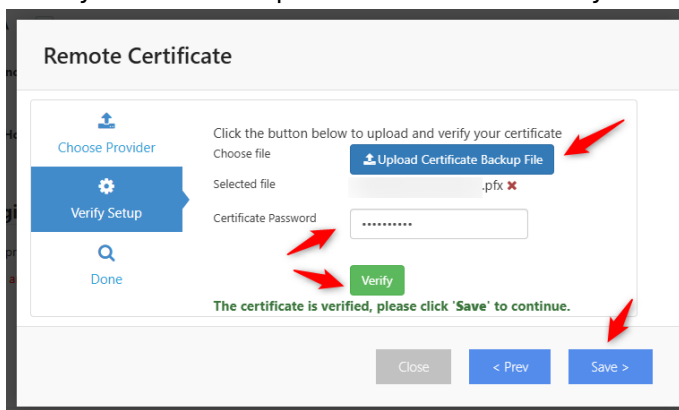 Remote Certificate
Choose Provider
Verify Setup
Done
Click the button below to upload and verify your certificate
Choose file
Upload Certificate Backup File
Selected file
.pfx
Certificate Password
••••••••••
Verify
The certificate is verified, please click 'Save' to continue.
Close
< Prev
Save >